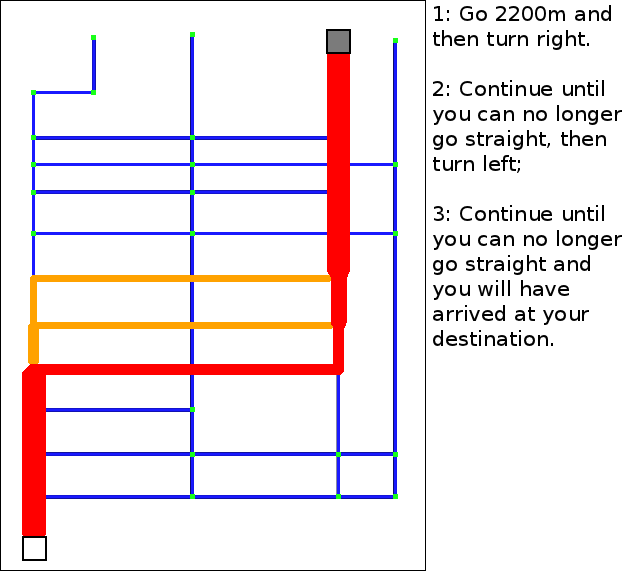 1: Go 2200m and
then turn right.
2: Continue until
you can no longer
go straight, then
turn left;
3: Continue until
you can no longer
go straight and
you will have
arrived at your
destination.